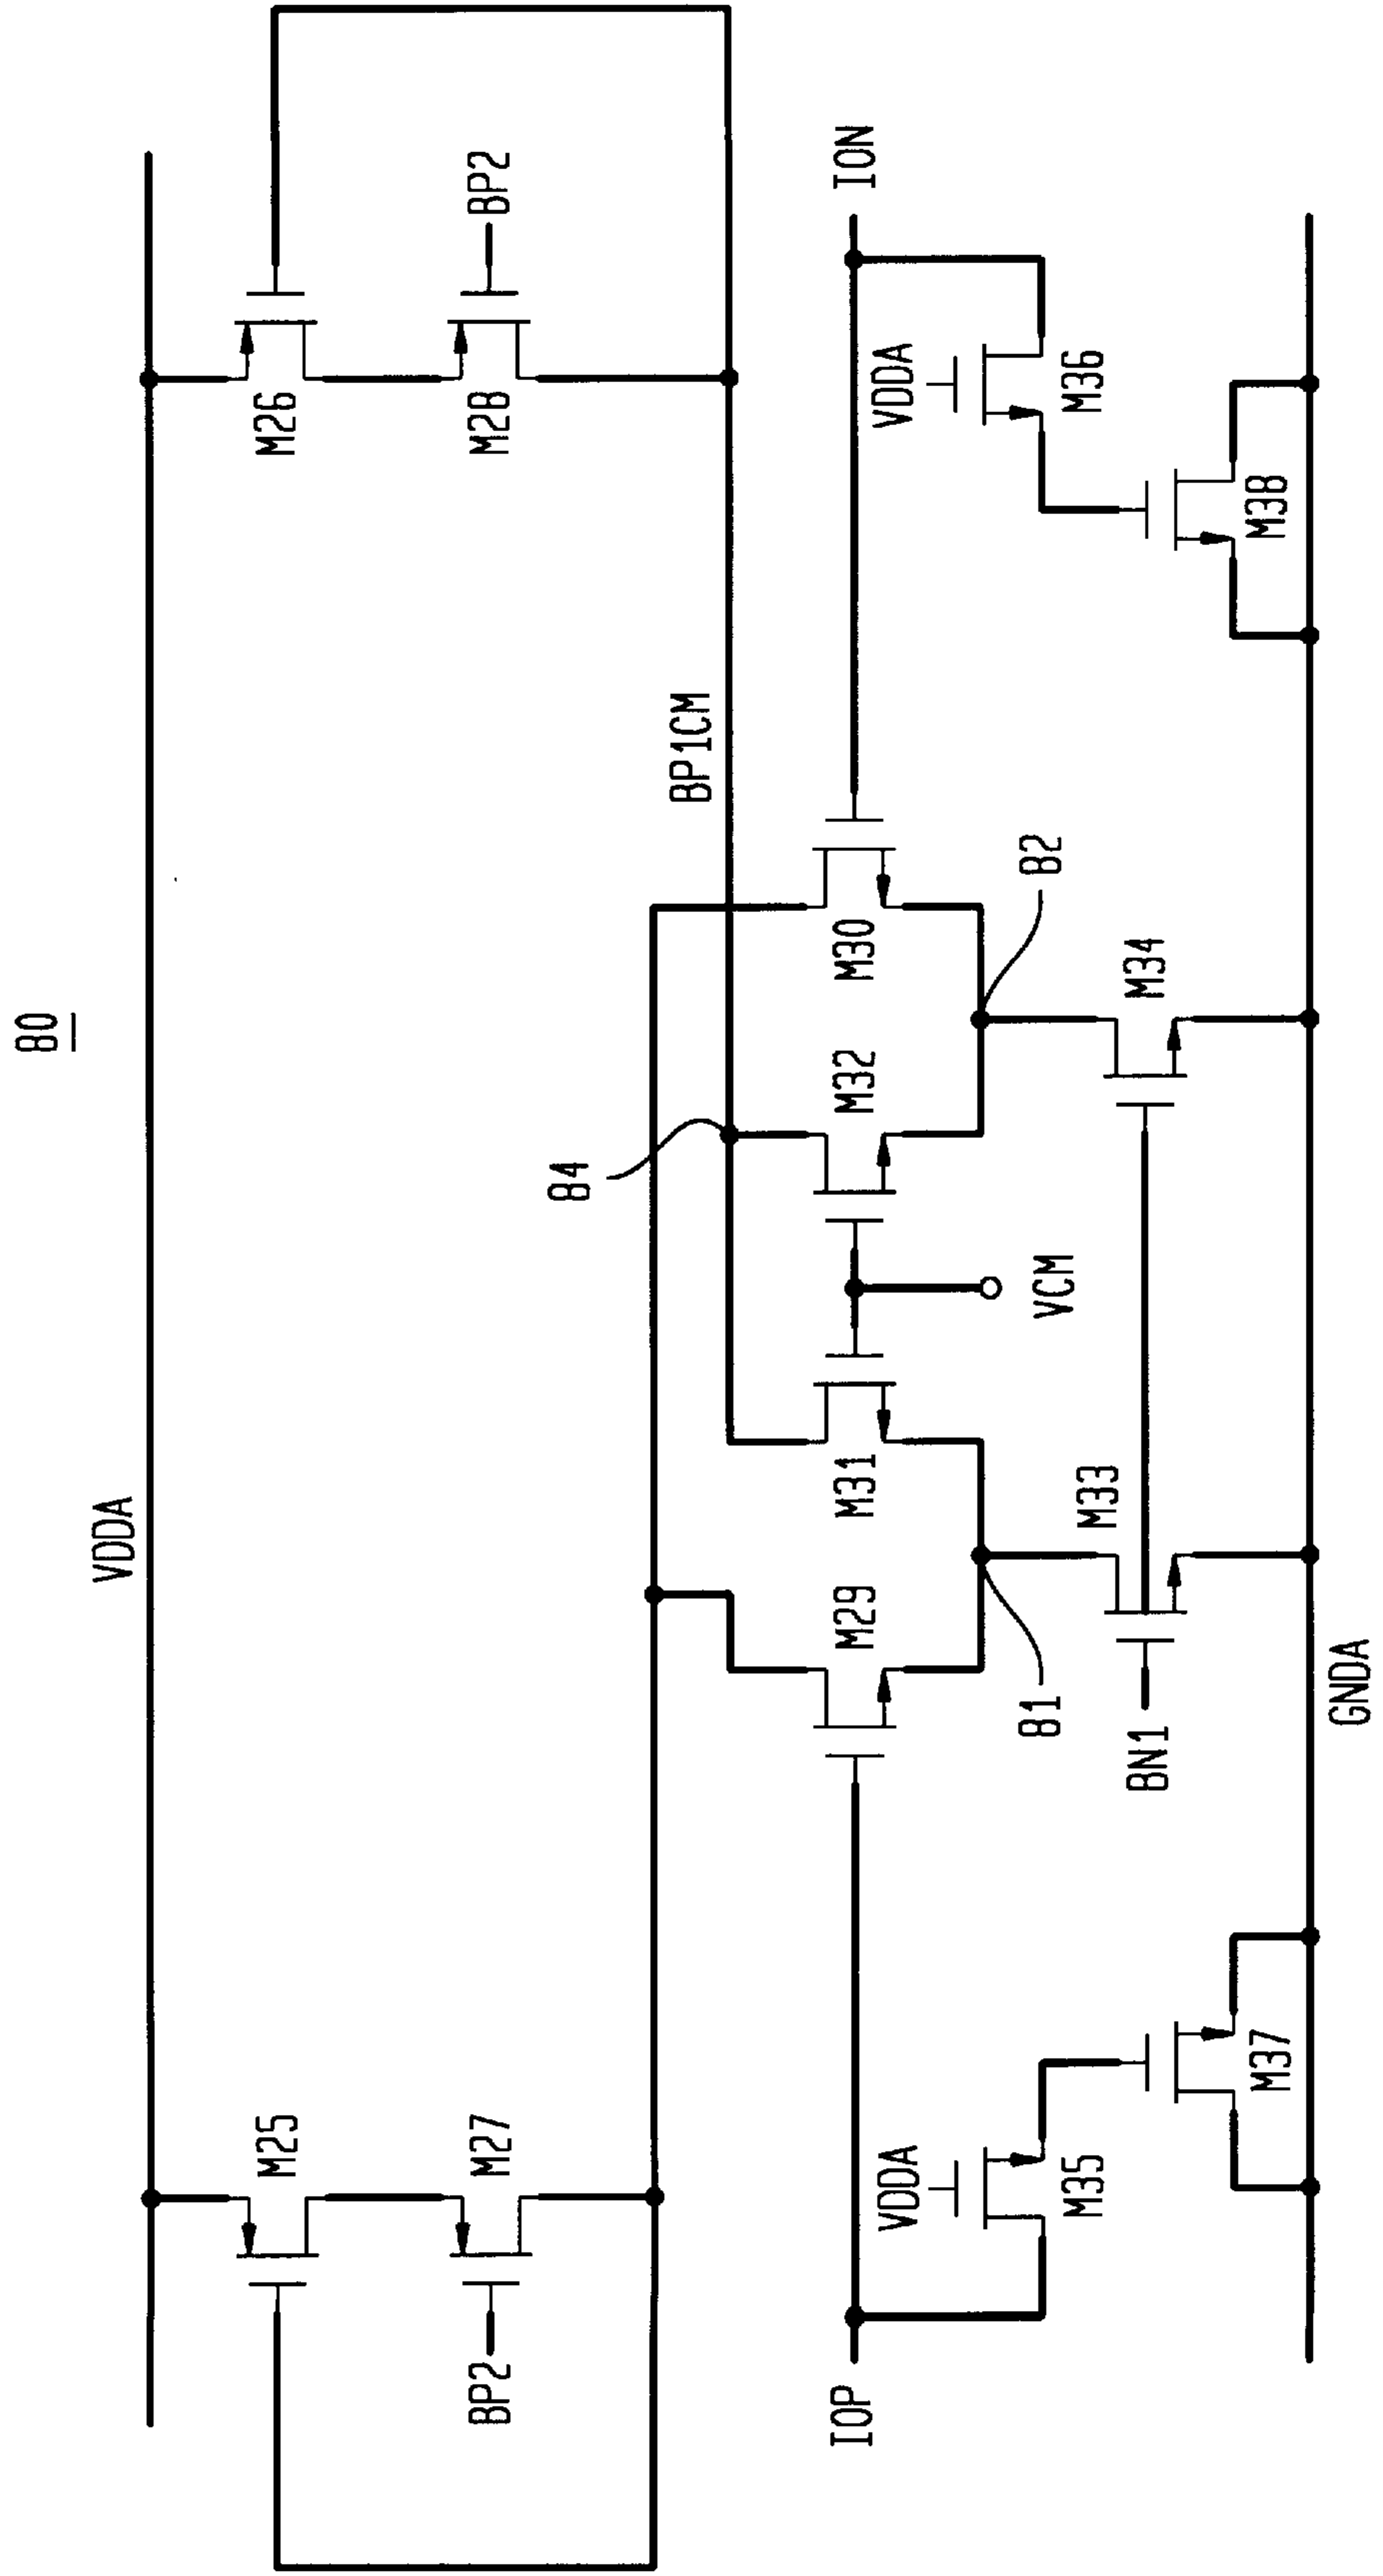 80
VDDA
M25
M26
BP2
M27
M28
BP2
84
BP1CM
IOP
M29
M31
M32
M30
ION
VDDA
VDDA
81
VCM
82
M35
M36
BN1
M33
M34
M37
M38
GNDA